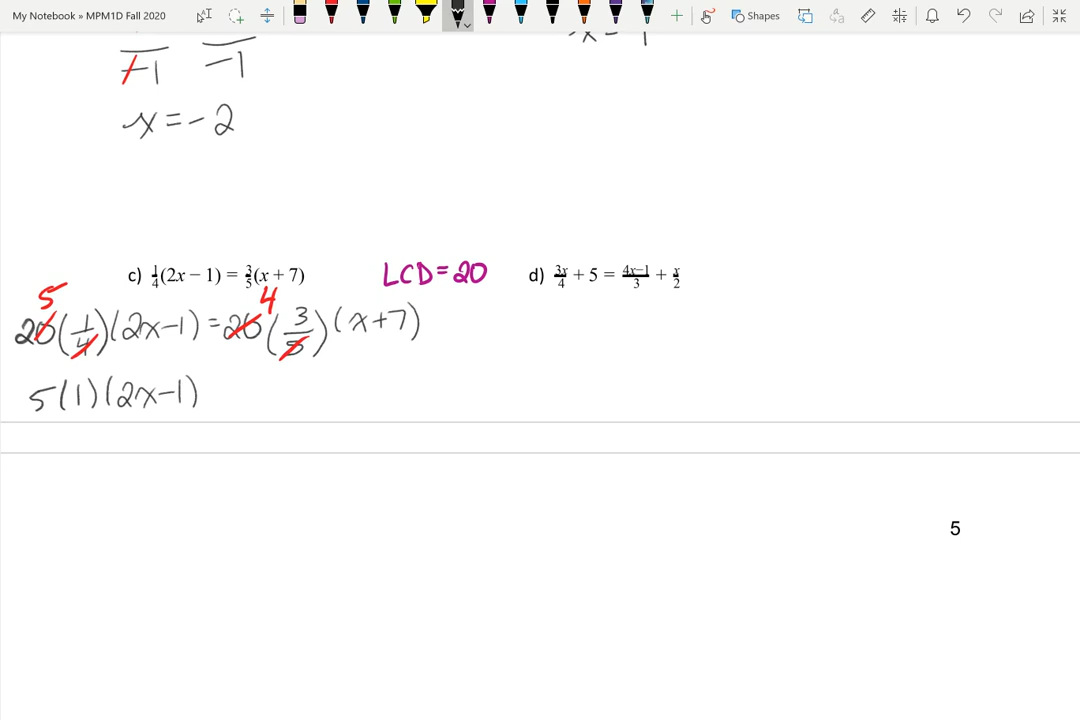 My Notebook » MPM1D Fall 2020
Shapes
-1 -1
x = -2
c) 1/4(2x − 1) = 3/5(x + 7)
LCD = 20
d) 3x/4 + 5 = 4x−1/3 + x/2
5 4
20(1/4)(2x-1) = 20(3/5)(x+7)
5(1)(2x-1)
5